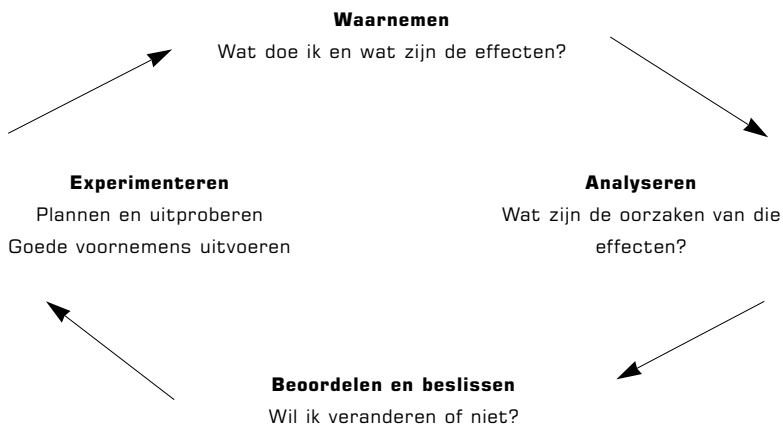 Waarnemen
Wat doe ik en wat zijn de effecten?
Experimenteren
Plannen en uitproberen
Goede voornemens uitvoeren
Analyseren
Wat zijn de oorzaken van die
effecten?
Beoordelen en beslissen
Wil ik veranderen of niet?